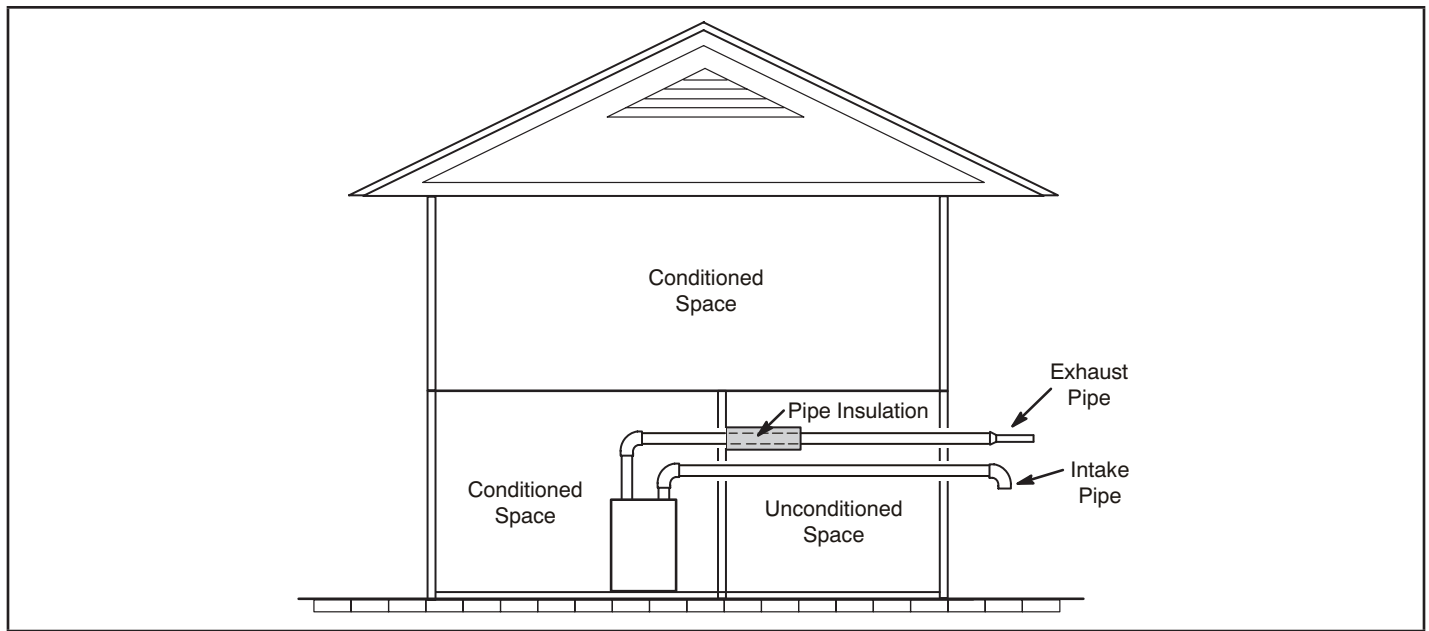 Conditioned
Space
Exhaust
Pipe
Pipe Insulation
Intake
Pipe
Conditioned
Space
Unconditioned
Space